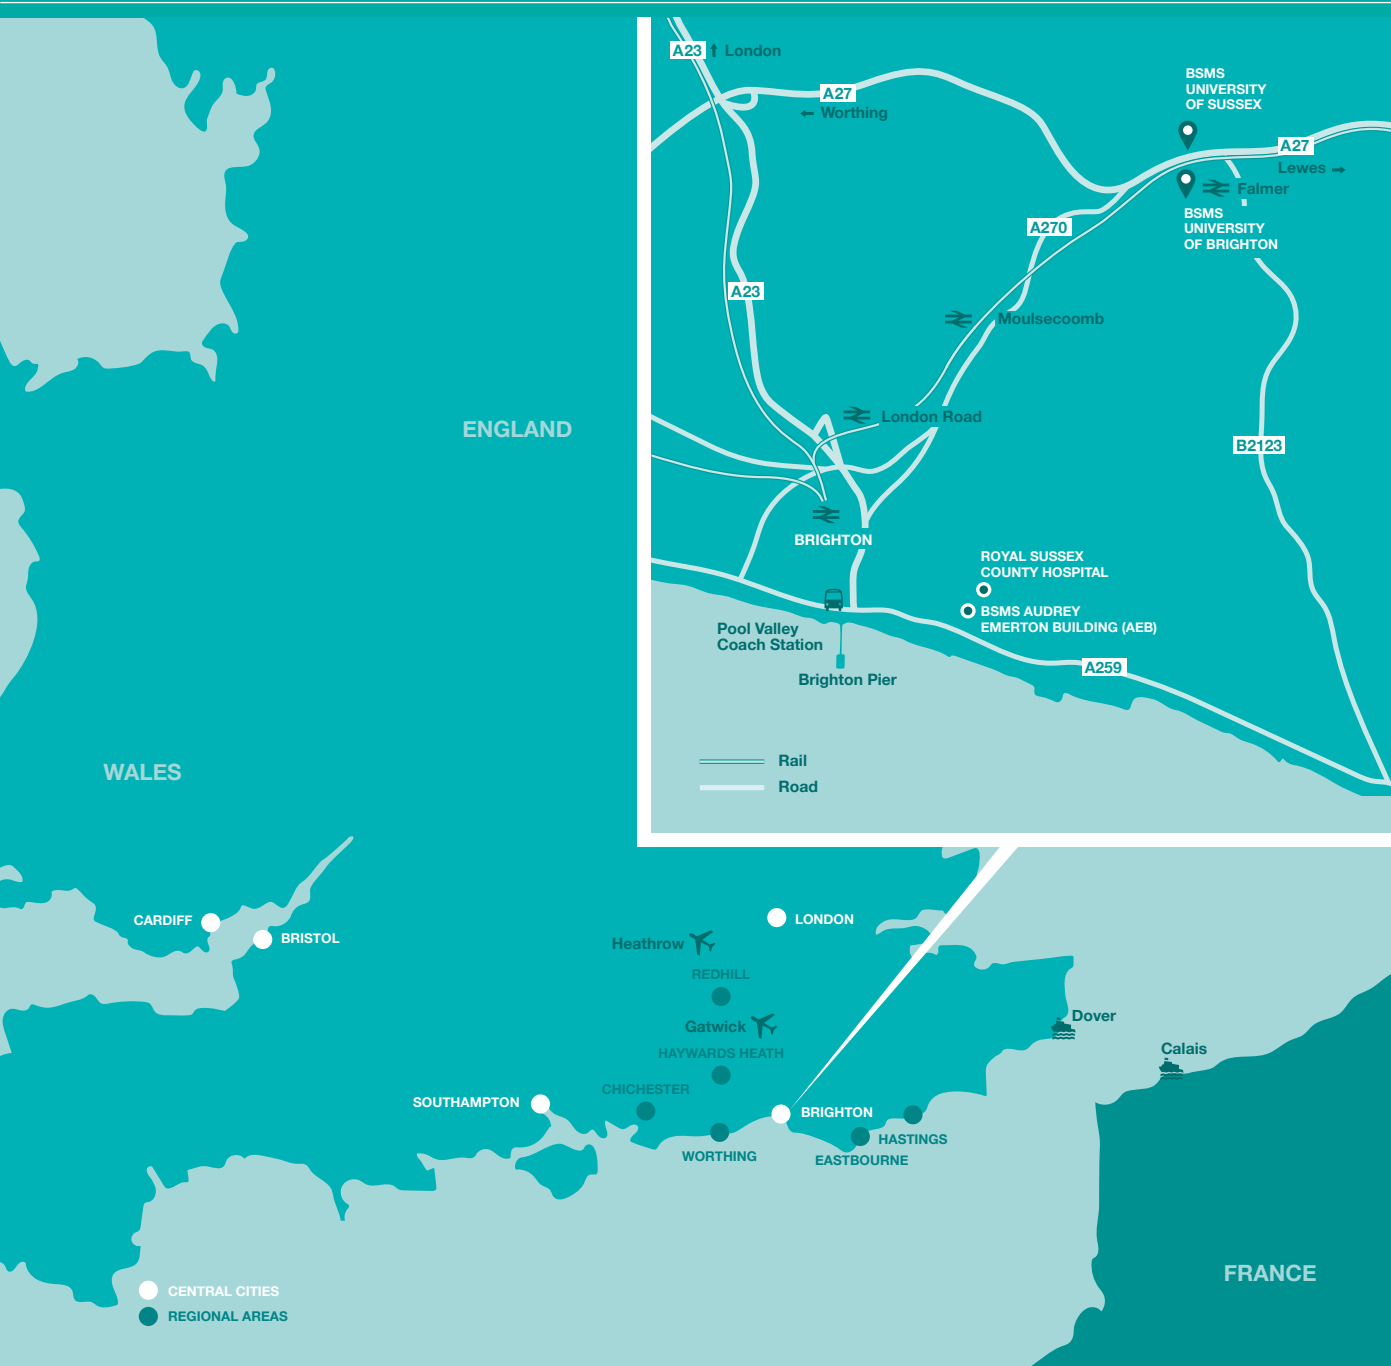 A23
London
A27
Worthing
BSMS
UNIVERSITY
OF SUSSEX
A27
Lewes
Falmer
BSMS
UNIVERSITY
OF BRIGHTON
A270
A23
Moulsecoomb
London Road
B2123
BRIGHTON
ROYAL SUSSEX
COUNTY HOSPITAL
BSMS AUDREY
EMERTON BUILDING (AEB)
Pool Valley
Coach Station
A259
Brighton Pier
Rail
Road
ENGLAND
WALES
CARDIFF
BRISTOL
LONDON
Heathrow
REDHILL
Gatwick
HAYWARDS HEATH
CHICHESTER
SOUTHAMPTON
BRIGHTON
WORTHING
HASTINGS
EASTBOURNE
Dover
Calais
FRANCE
CENTRAL CITIES
REGIONAL AREAS